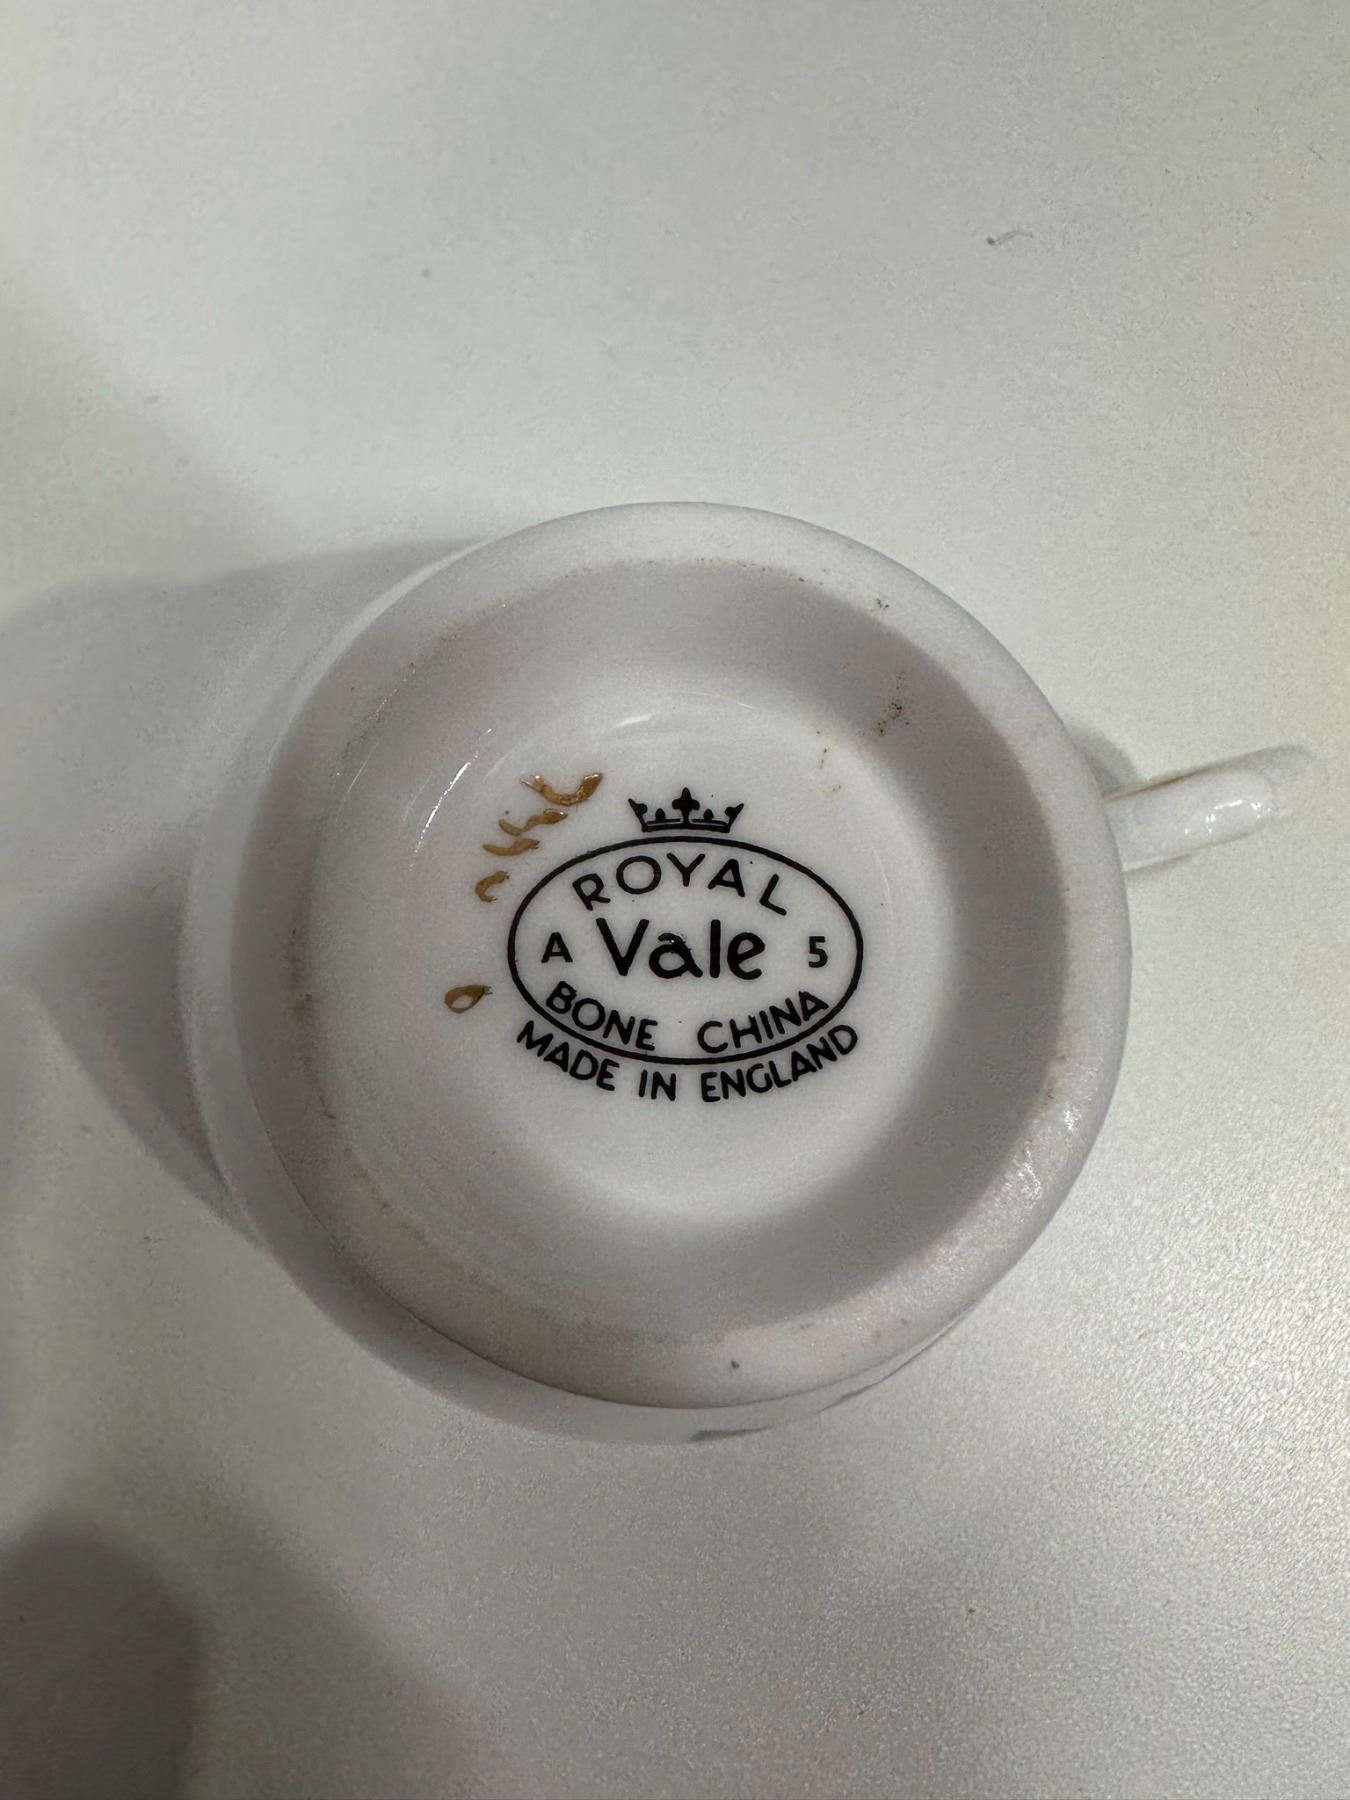 ROYAL
A Vale 5
BONE CHINA
MADE IN ENGLAND